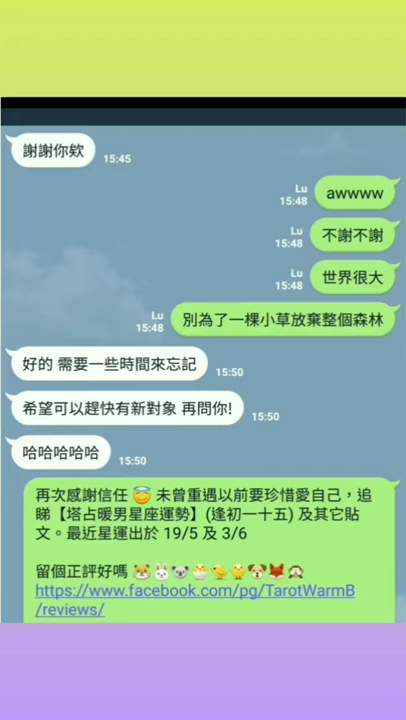 謝謝你欸
15:45
Lu
15:48
awwww
Lu
15:48
不謝不謝
Lu
15:48
世界很大
Lu
15:48
別為了一棵小草放棄整個森林
好的 需要一些時間來忘記
15:50
希望可以趕快有新對象 再問你!
15:50
哈哈哈哈哈
15:50
再次感謝信任 😇 未曾重遇以前要珍惜愛自己，追
睇【塔占暖男星座運勢】(逢初一十五) 及其它貼
文。最近星運出於 19/5 及 3/6
留個正評好嗎 🐹🐰🐨🐣🐤🐥🐶🦊🙈
https://www.facebook.com/pg/TarotWarmB
/reviews/